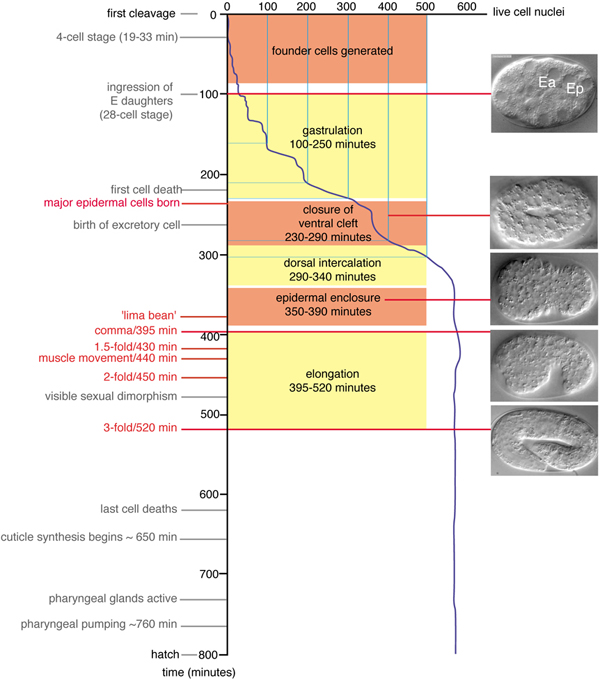 first cleavage
0
100
200
300
400
500
600
live cell nuclei
4-cell stage (19-33 min)
founder cells generated
ingression of
E daughters
(28-cell stage)
100
Ea
Ep
gastrulation
100-250 minutes
200
first cell death
major epidermal cells born
birth of excretory cell
closure of
ventral cleft
230-290 minutes
300
dorsal intercalation
290-340 minutes
epidermal enclosure
350-390 minutes
'lima bean'
comma/395 min
400
1.5-fold/430 min
muscle movement/440 min
2-fold/450 min
elongation
395-520 minutes
visible sexual dimorphism
500
3-fold/520 min
600
last cell deaths
cuticle synthesis begins ~ 650 min
700
pharyngeal glands active
pharyngeal pumping ~760 min
hatch
800
time (minutes)